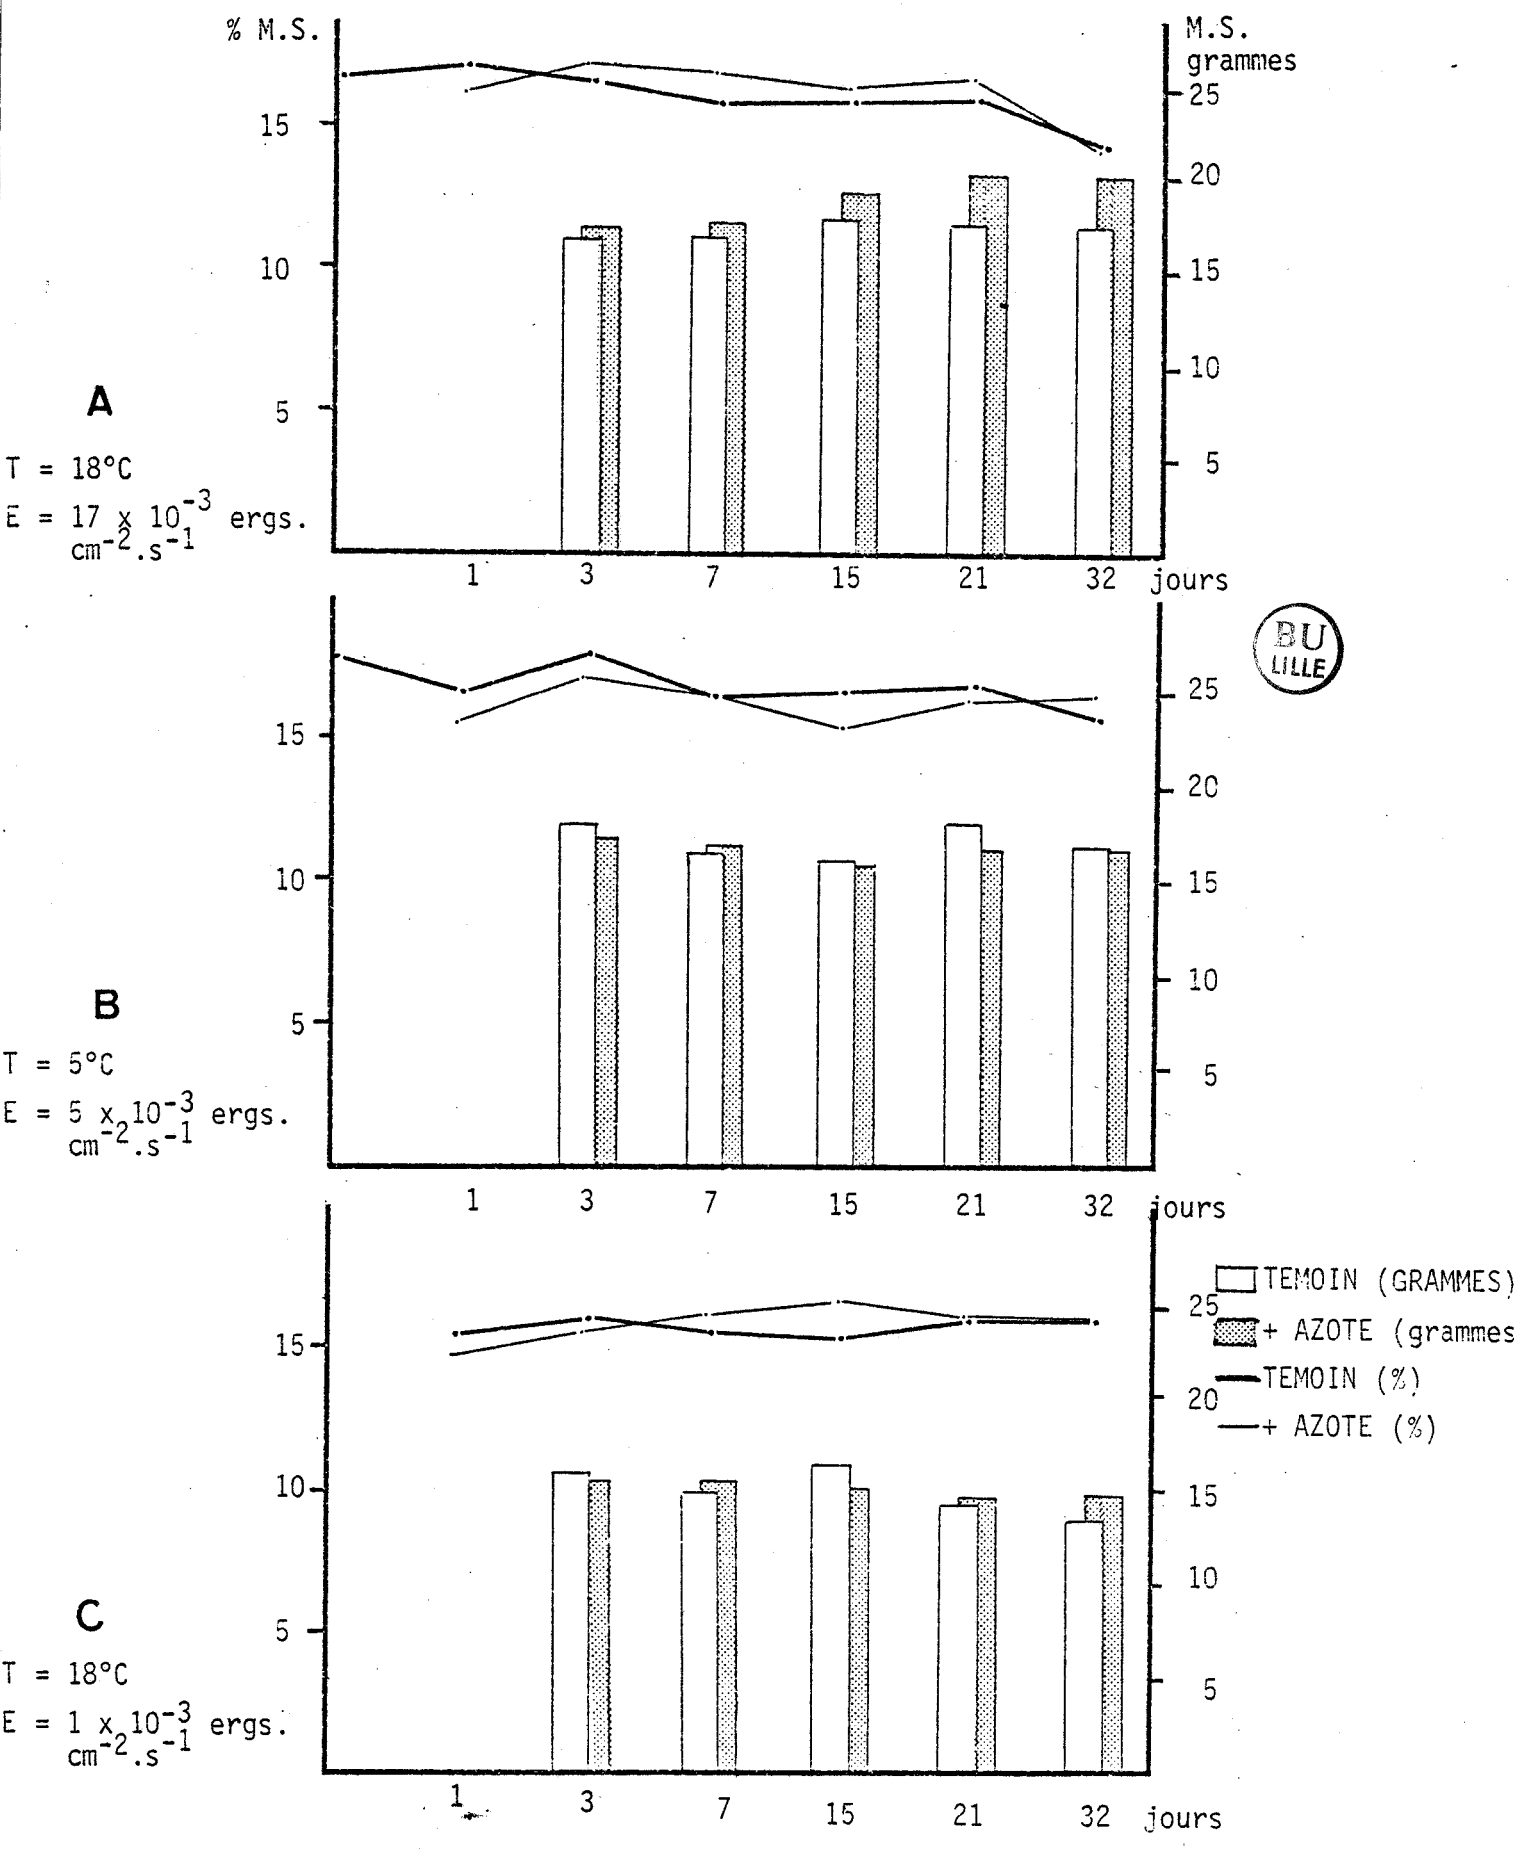 % M.S.
M.S.
grammes
15
10
5
25
20
15
10
5
A
T = 18°C
E = 17 x 10-3 ergs.
cm-2.s-1
1 3 7 15 21 32 jours
BU
LILLE
15
10
5
25
20
15
10
5
B
T = 5°C
E = 5 x 10-3 ergs.
cm-2.s-1
1 3 7 15 21 32 jours
15
10
5
25
20
15
10
5
TEMOIN (GRAMMES)
+ AZOTE (grammes
TEMOIN (%)
+ AZOTE (%)
C
T = 18°C
E = 1 x 10-3 ergs.
cm-2.s-1
1 3 7 15 21 32 jours